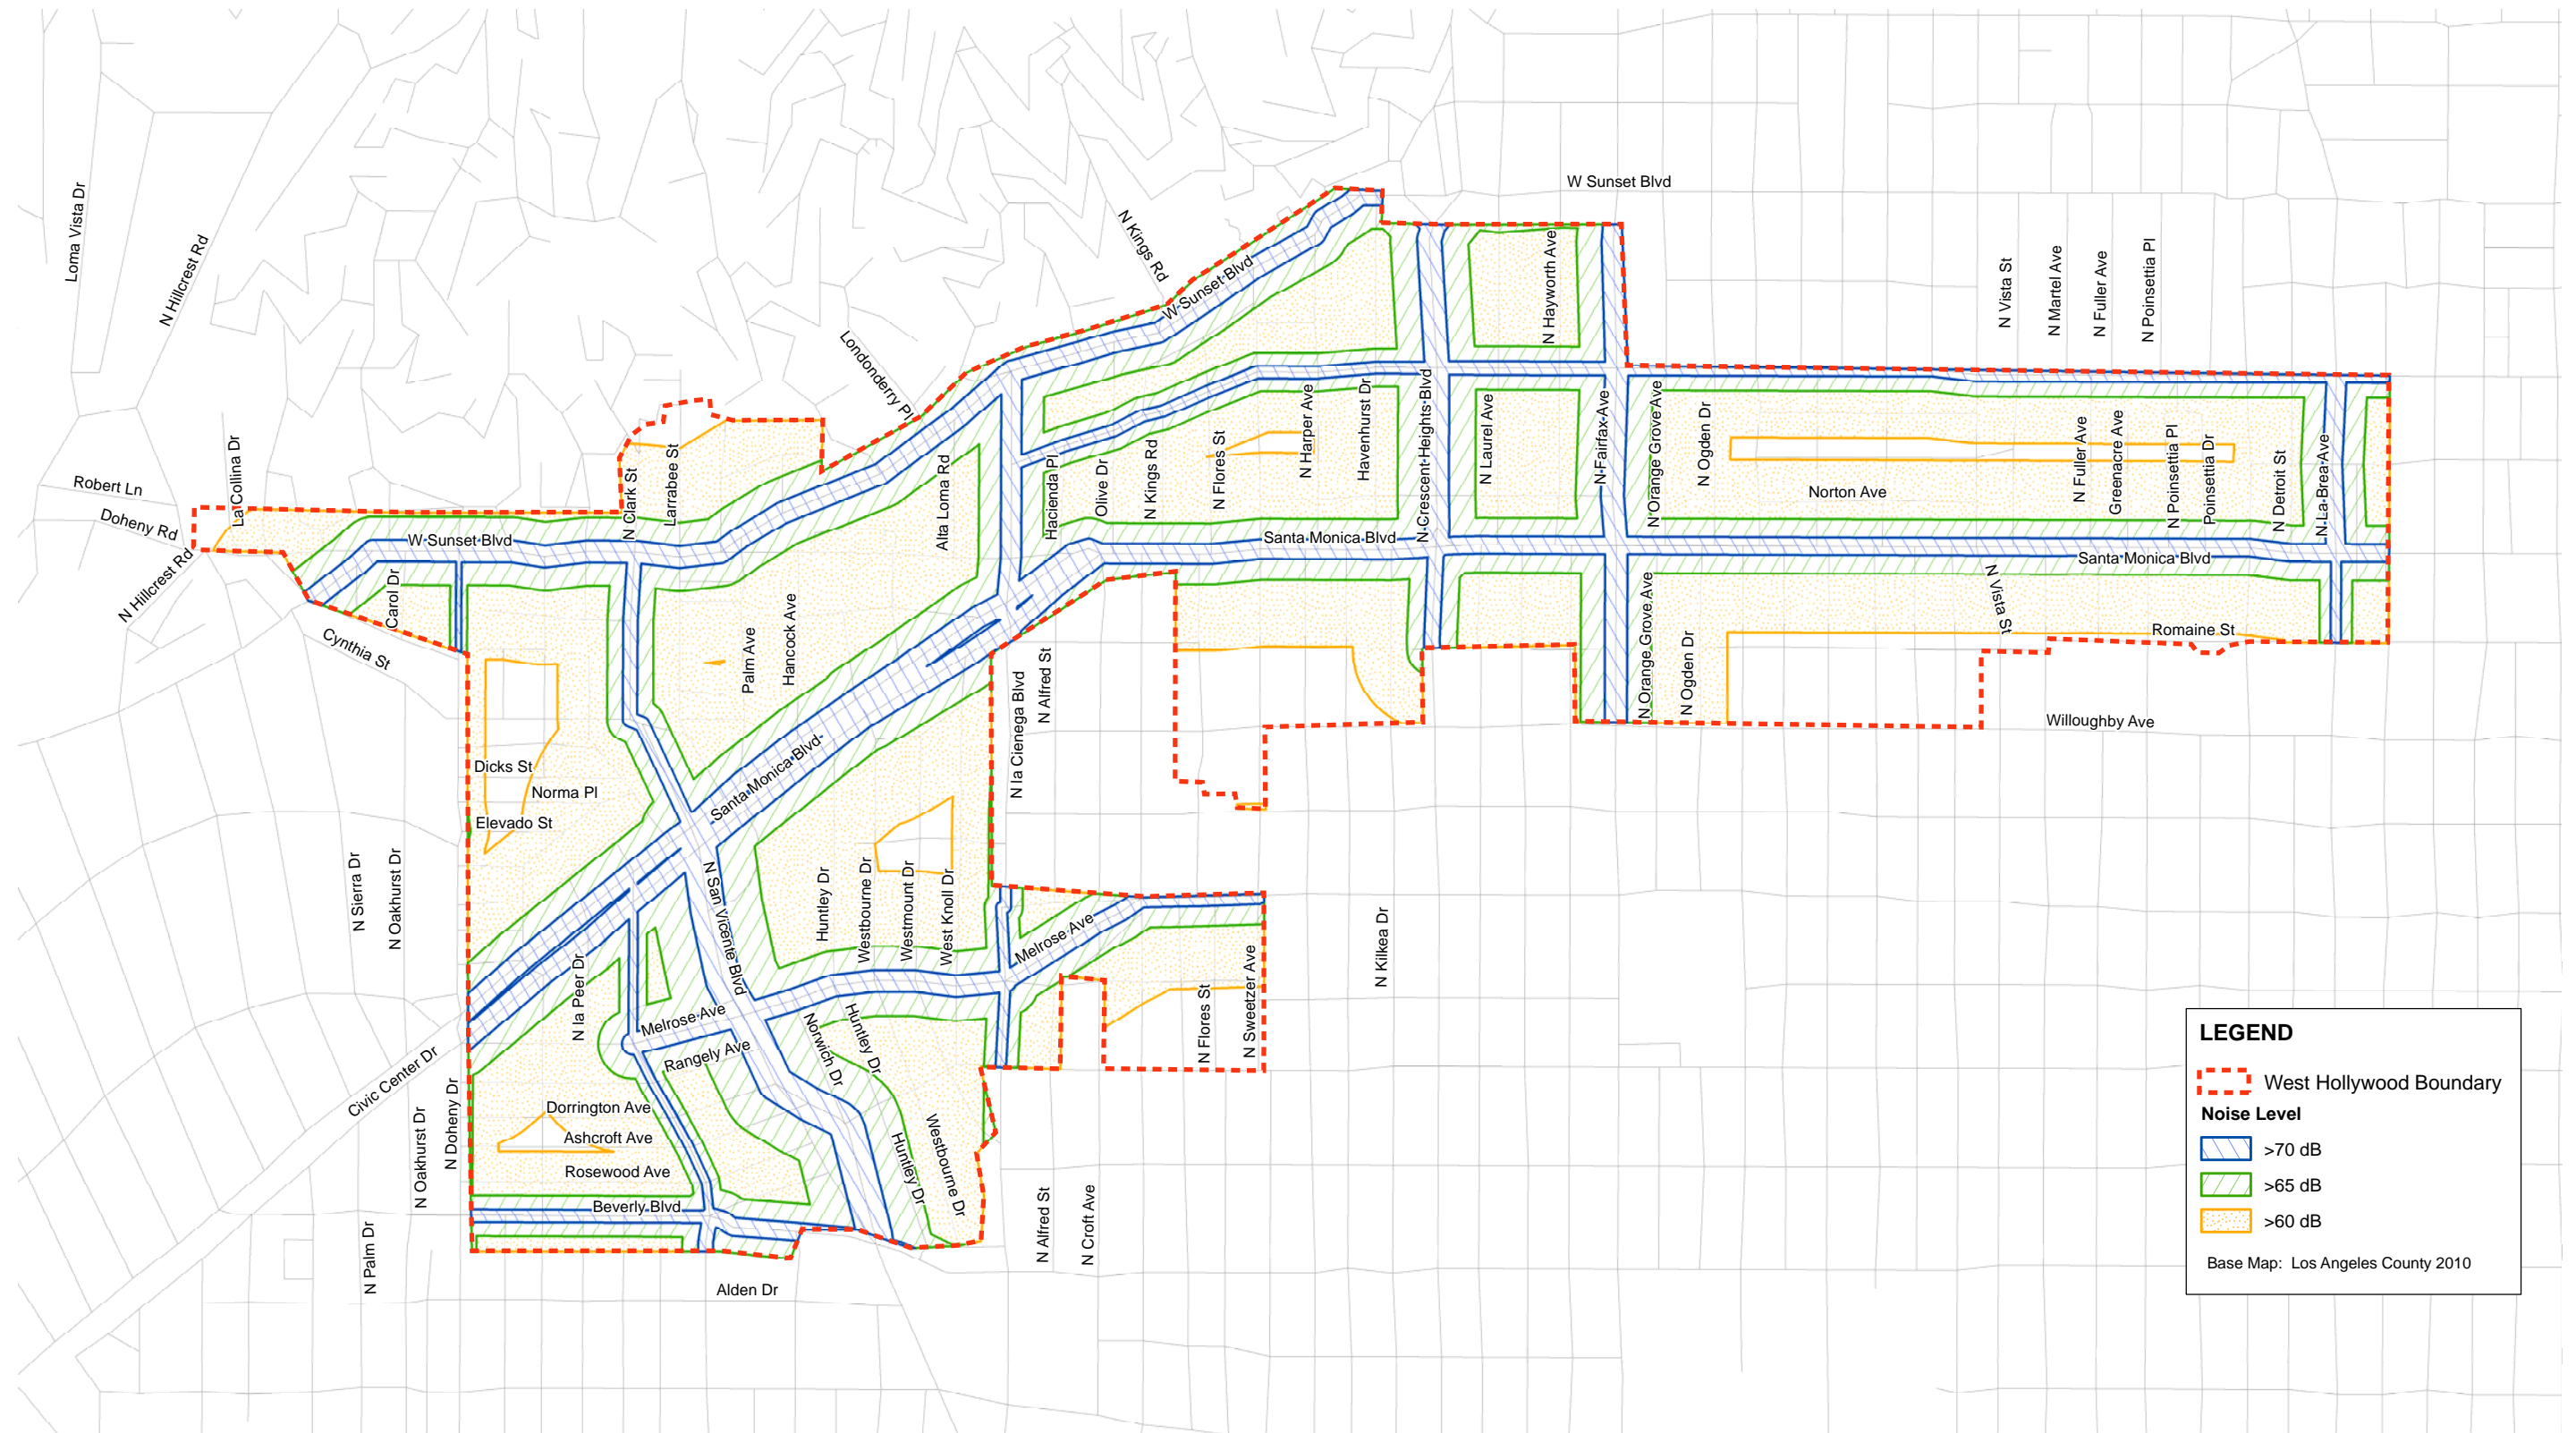 W Sunset Blvd
Loma Vista Dr
N Hillcrest Rd
N Kings Rd
W Sunset Blvd
N Hayworth Ave
N Vista St
N Martel Ave
N Fuller Ave
N Poinsettia Pl
Londonderry Pl
Robert Ln
Doheny Rd
La Collina Dr
N Hillcrest Rd
W Sunset Blvd
N Clark St
Larrabee St
Alta Loma Rd
Hacienda Pl
Olive Dr
N Kings Rd
N Flores St
N Harper Ave
Havenhurst Dr
N Crescent Heights Blvd
N Laurel Ave
N Fairfax Ave
N Orange Grove Ave
N Ogden Dr
Norton Ave
N Fuller Ave
Greenacre Ave
N Poinsettia Pl
Poinsettia Dr
N Detroit St
N La Brea Ave
Santa Monica Blvd
Santa Monica Blvd
Carol Dr
Cynthia St
Palm Ave
Hancock Ave
N Vista St
Romaine St
N Orange Grove Ave
N Ogden Dr
Willoughby Ave
N la Cienega Blvd
N Alfred St
Dicks St
Norma Pl
Elevado St
Santa Monica Blvd
N Sierra Dr
N Oakhurst Dr
N San Vicente Blvd
Huntley Dr
Westbourne Dr
Westmount Dr
West Knoll Dr
Melrose Ave
N Kilkea Dr
N la Peer Dr
Melrose Ave
Rangely Ave
Norwich Dr
Huntley Dr
N Flores St
N Sweetzer Ave
Civic Center Dr
N Oakhurst Dr
N Doheny Dr
Dorrington Ave
Ashcroft Ave
Rosewood Ave
Beverly Blvd
Huntley Dr
Westbourne Dr
N Alfred St
N Croft Ave
N Palm Dr
Alden Dr
LEGEND
West Hollywood Boundary
Noise Level
>70 dB
>65 dB
>60 dB
Base Map: Los Angeles County 2010